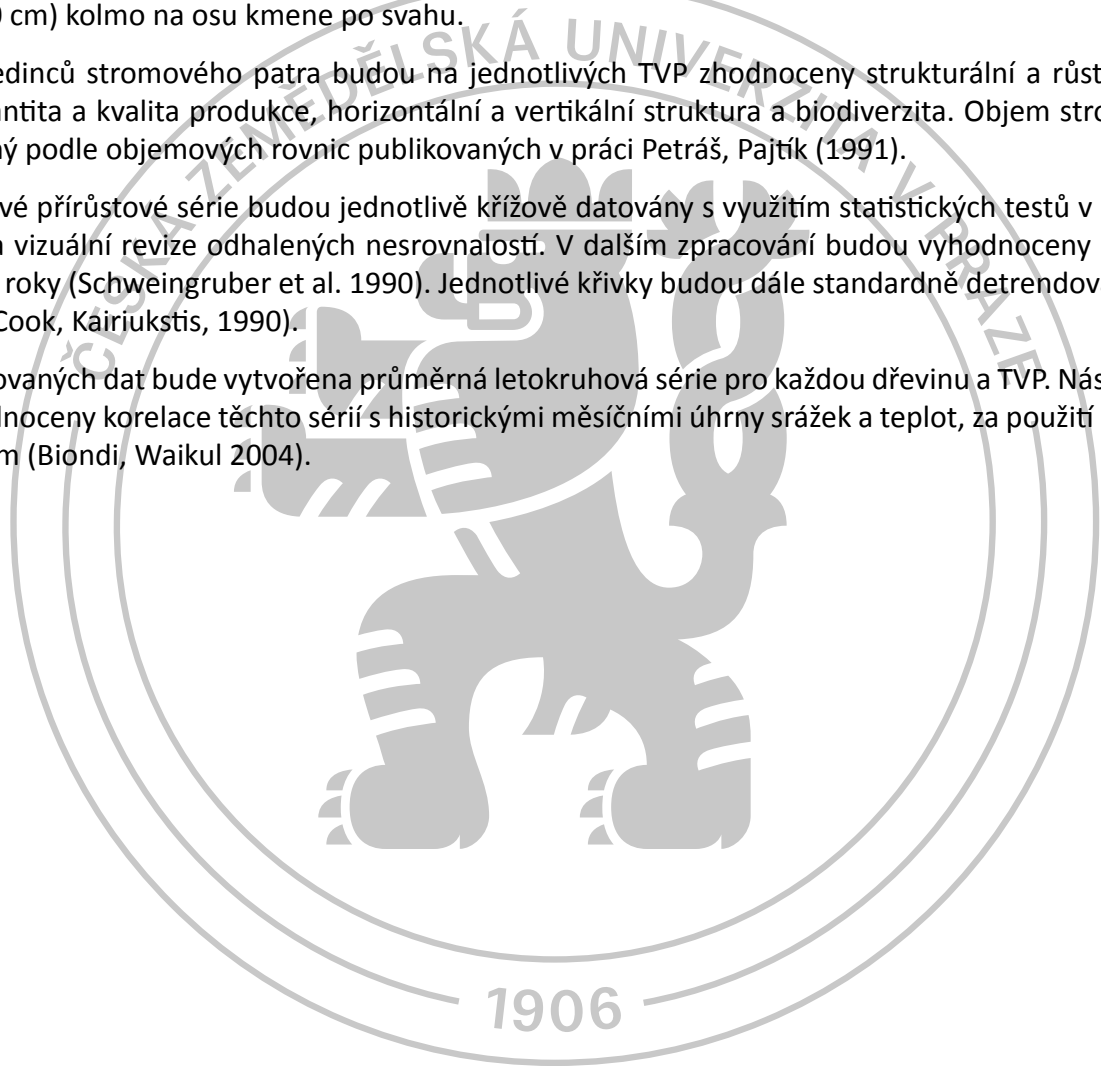 cm) kolmo na osu kmene po svahu.
edinců stromového patra budou na jednotlivých TVP zhodnoceny strukturální a růst
antita a kvalita produkce, horizontální a vertikální struktura a biodiverzita. Objem stro
ný podle objemových rovnic publikovaných v práci Petráš, Pajtík (1991).
vé přírůstové série budou jednotlivě křížově datovány s využitím statistických testů v
a vizuální revize odhalených nesrovnalostí. V dalším zpracování budou vyhodnoceny
roky (Schweingruber et al. 1990). Jednotlivé křivky budou dále standardně detrendov
Cook, Kairiukstis, 1990).
ovaných dat bude vytvořena průměrná letokruhová série pro každou dřevinu a TVP. Nás
dnoceny korelace těchto sérií s historickými měsíčními úhrny srážek a teplot, za použití
m (Biondi, Waikul 2004).
ČESKÁ ZEMĚDĚLSKÁ UNIVERZITA V PRAZE
1906